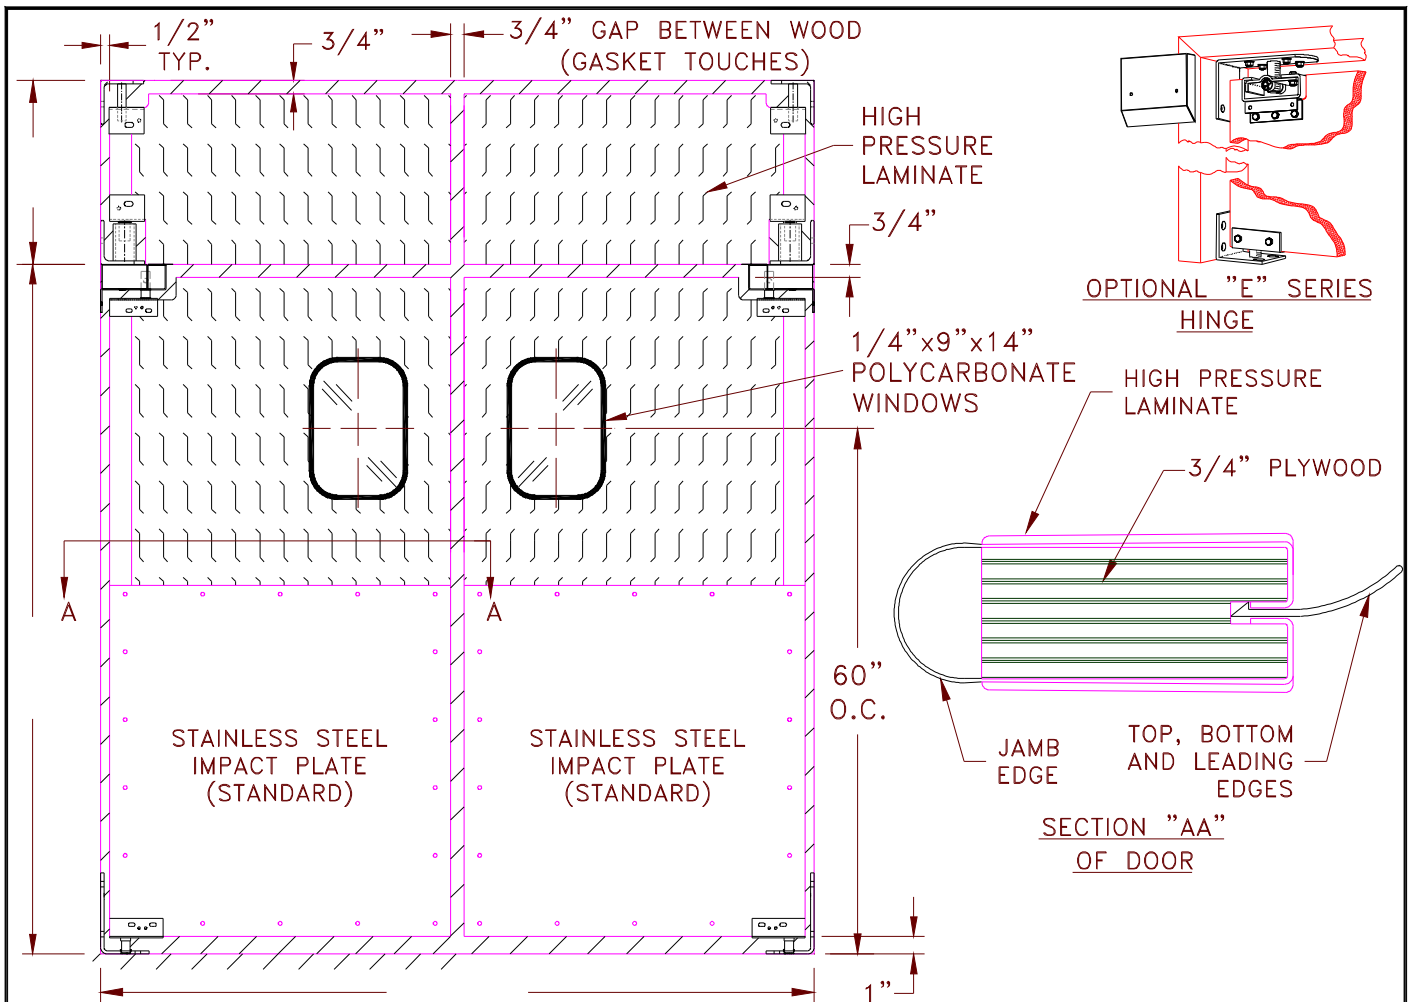 1/2”
TYP.
3/4”
3/4” GAP BETWEEN WOOD
(GASKET TOUCHES)
HIGH
PRESSURE
LAMINATE
3/4”
OPTIONAL ”E” SERIES
HINGE
1/4”x9”x14”
POLYCARBONATE
WINDOWS
HIGH PRESSURE
LAMINATE
3/4” PLYWOOD
A
A
60”
O.C.
STAINLESS STEEL
IMPACT PLATE
(STANDARD)
STAINLESS STEEL
IMPACT PLATE
(STANDARD)
JAMB
EDGE
TOP, BOTTOM
AND LEADING
EDGES
SECTION ”AA”
OF DOOR
1”